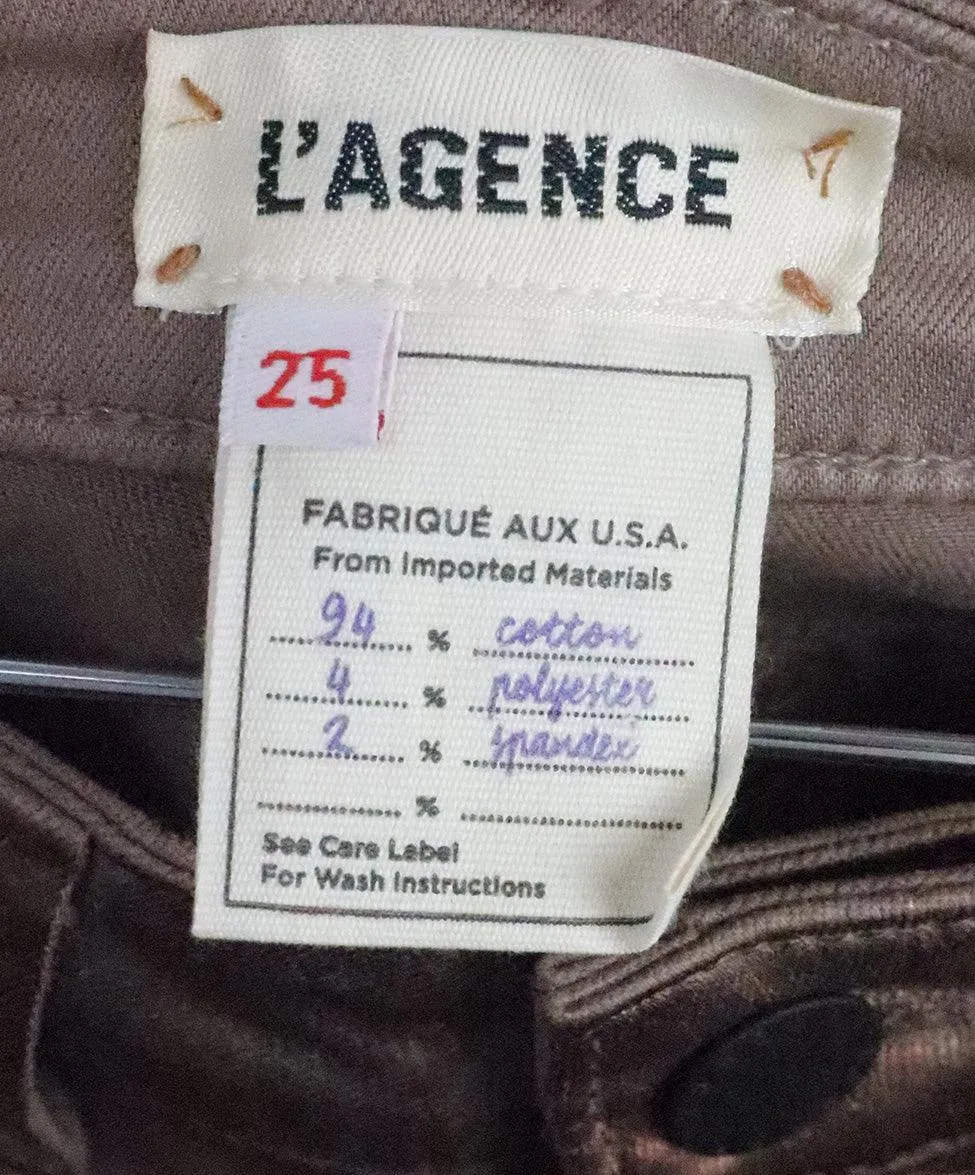 L'AGENCE
25
FABRIQUÉ AUX U.S.A.
From Imported Materials
94 % cotton
4 % polyester
2 % spandex
%
See Care Label
For Wash Instructions